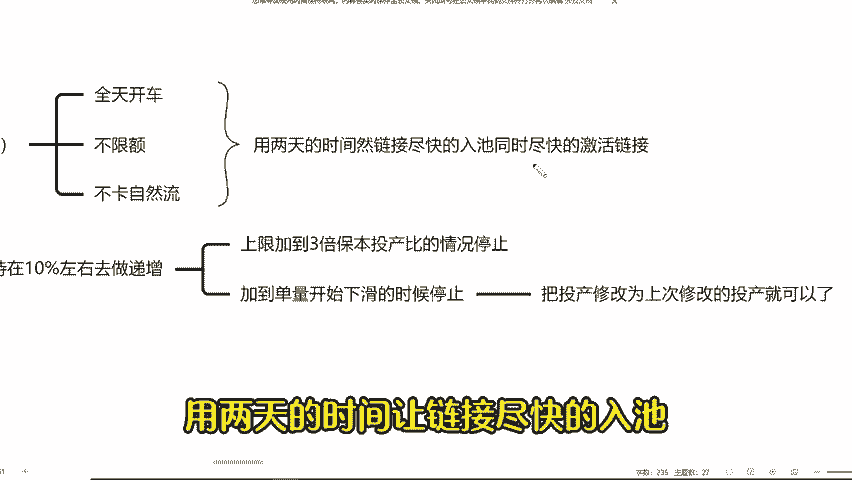 全天开车
)
不限额
用两天的时间然链接尽快的入池同时尽快的激活链接
不卡自然流
上限加到3倍保本投产比的情况停止
持在10%左右去做递增
加到单量开始下滑的时候停止
把投产修改为上次修改的投产就可以了
用两天的时间让链接尽快的入池
主题数：27